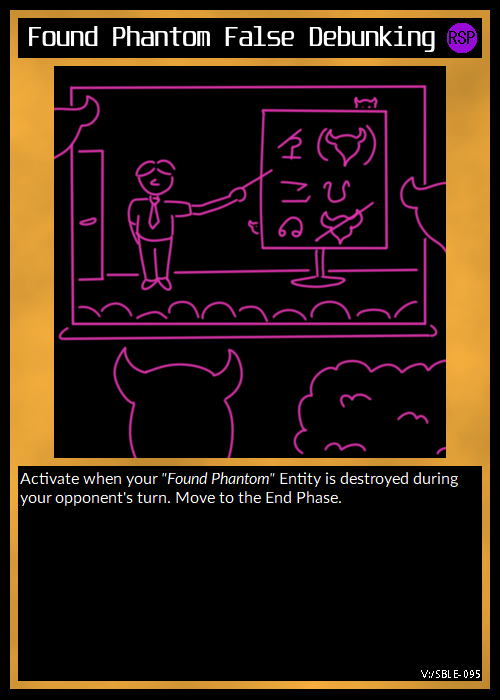 Found Phantom False Debunking RSP
Activate when your "Found Phantom" Entity is destroyed during
your opponent's turn. Move to the End Phase.
V:/SBLE-095